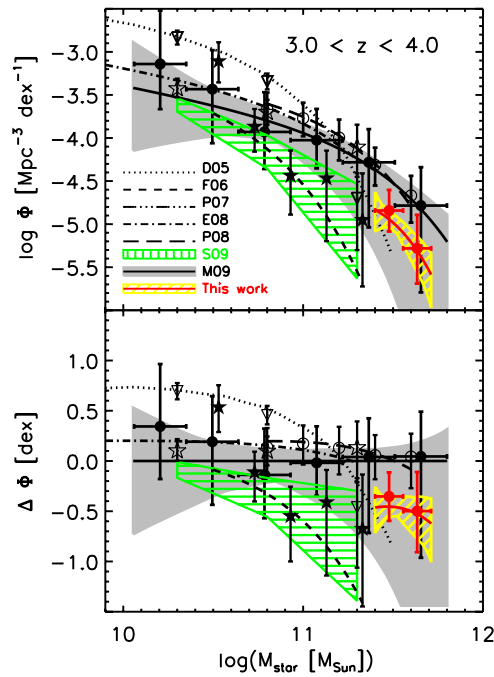 3.0 < z < 4.0
log Φ [Mpc⁻³ dex⁻¹]
-3.0
-3.5
-4.0
-4.5
-5.0
-5.5
D05
F06
P07
E08
P08
S09
M09
This work
Δ Φ [dex]
1.0
0.5
0.0
-0.5
-1.0
10
11
12
log(M_star [M_Sun])